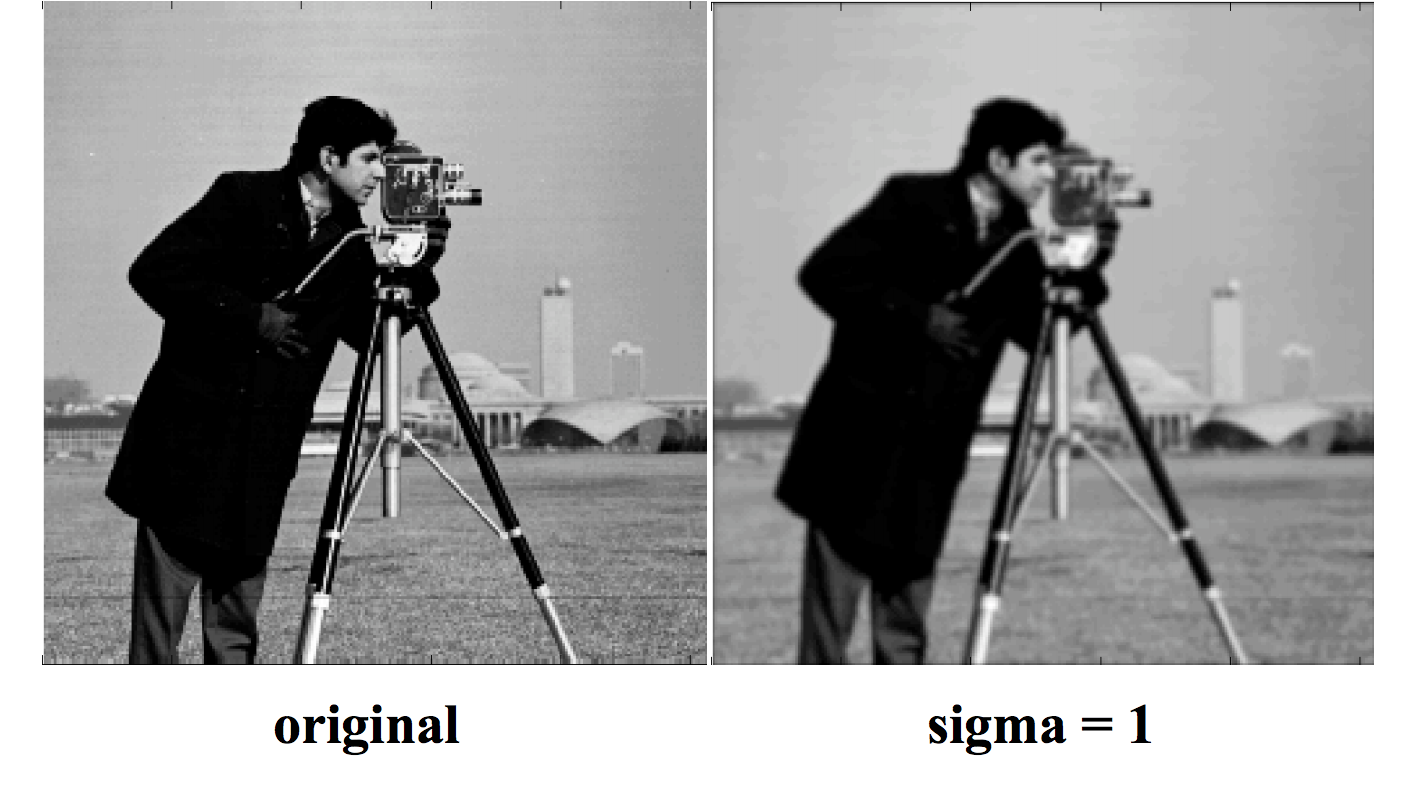 original
sigma = 1